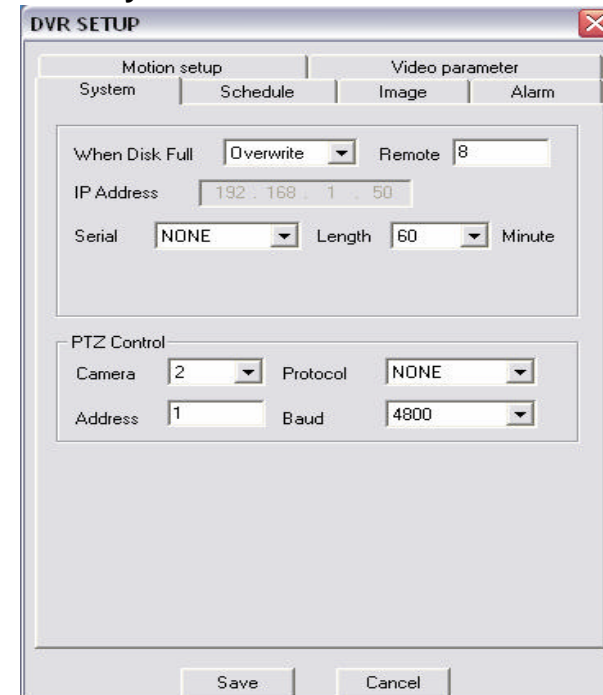 DVR SETUP
Motion setup Video parameter
System Schedule Image Alarm
When Disk Full Overwrite Remote 8
IP Address 192 . 168 . 1 . 50
Serial NONE Length 60 Minute
PTZ Control
Camera 2 Protocol NONE
Address 1 Baud 4800
Save Cancel